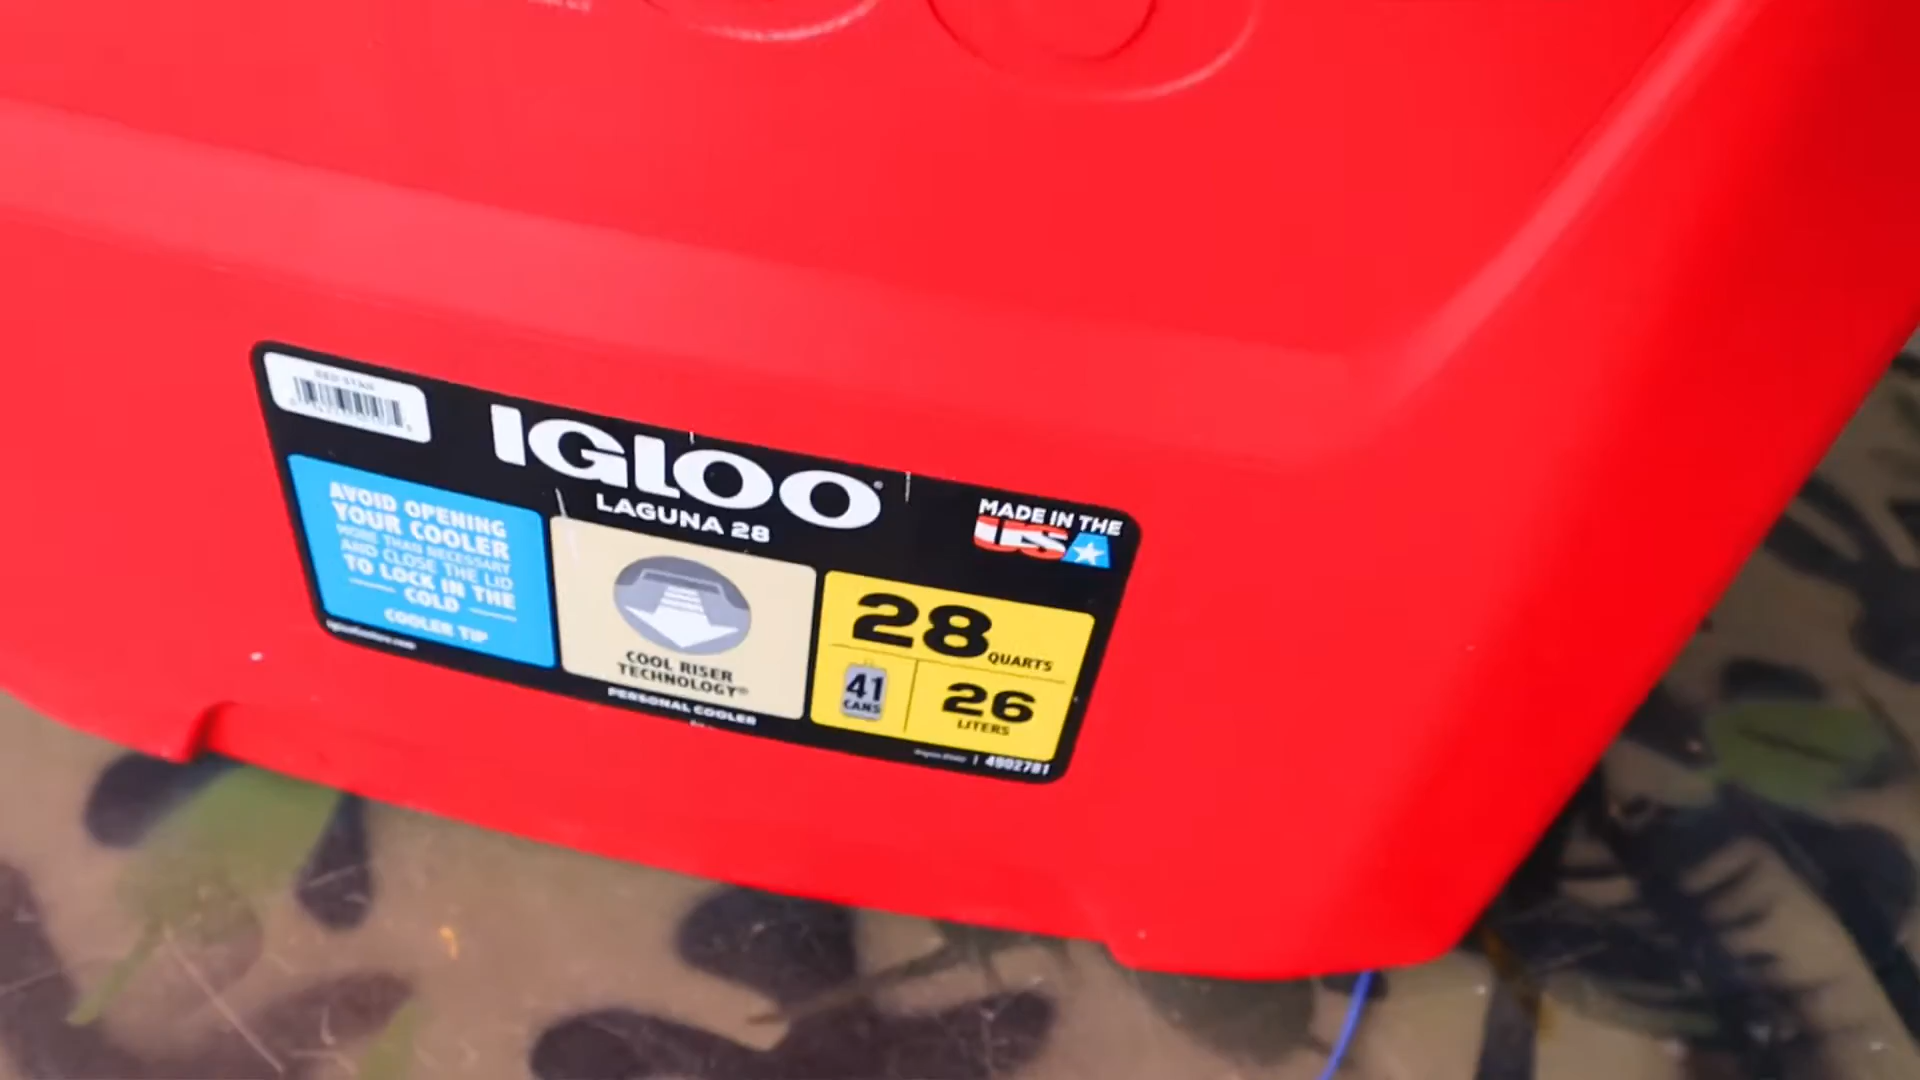 IGLOO
LAGUNA 28
MADE IN THE
USA
AVOID OPENING
YOUR COOLER
MORE THAN NECESSARY
AND CLOSE THE LID
TO LOCK IN THE
COLD
COOLER TIP
COOL RISER
TECHNOLOGY®
PERSONAL COOLER
28 QUARTS
41
CANS
26
LITERS